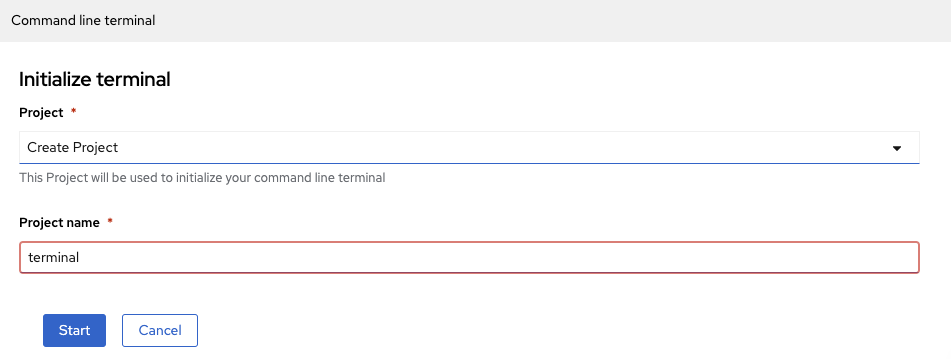 Command line terminal
Initialize terminal
Project *
Create Project
This Project will be used to initialize your command line terminal
Project name *
terminal
Start Cancel